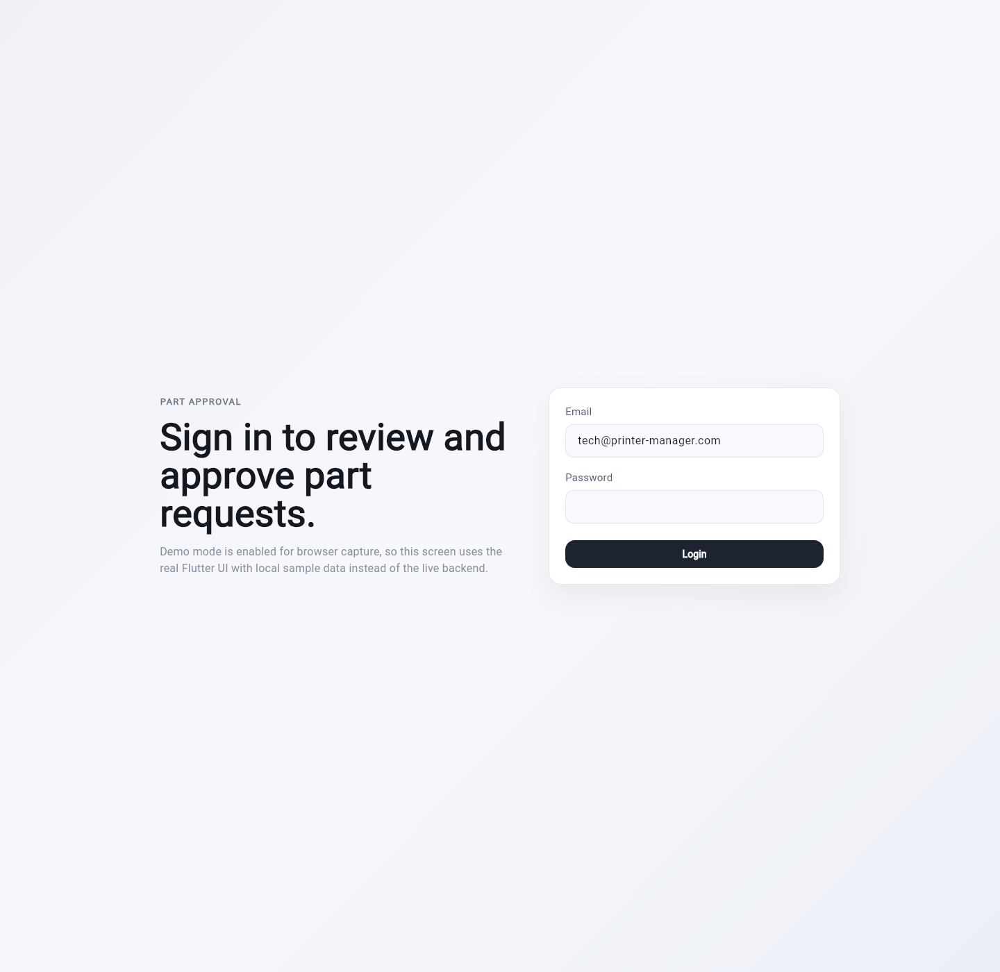 PART APPROVAL
Sign in to review and
approve part
requests.
Demo mode is enabled for browser capture, so this screen uses the
real Flutter UI with local sample data instead of the live backend.
Email
tech@printer-manager.com
Password
Login